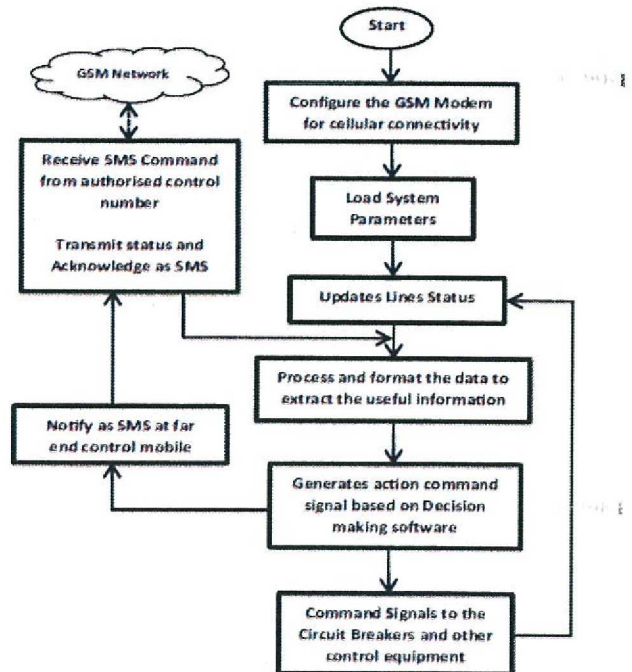 Start
GSM Network
Configure the GSM Modem
for cellular connectivity
Receive SMS Command
from authorised control
number
Transmit status and
Acknowledge as SMS
Load System
Parameters
Updates Lines Status
Process and format the data to
extract the useful information
Notify as SMS at far
end control mobile
Generates action command
signal based on Decision
making software
Command Signals to the
Circuit Breakers and other
control equipment